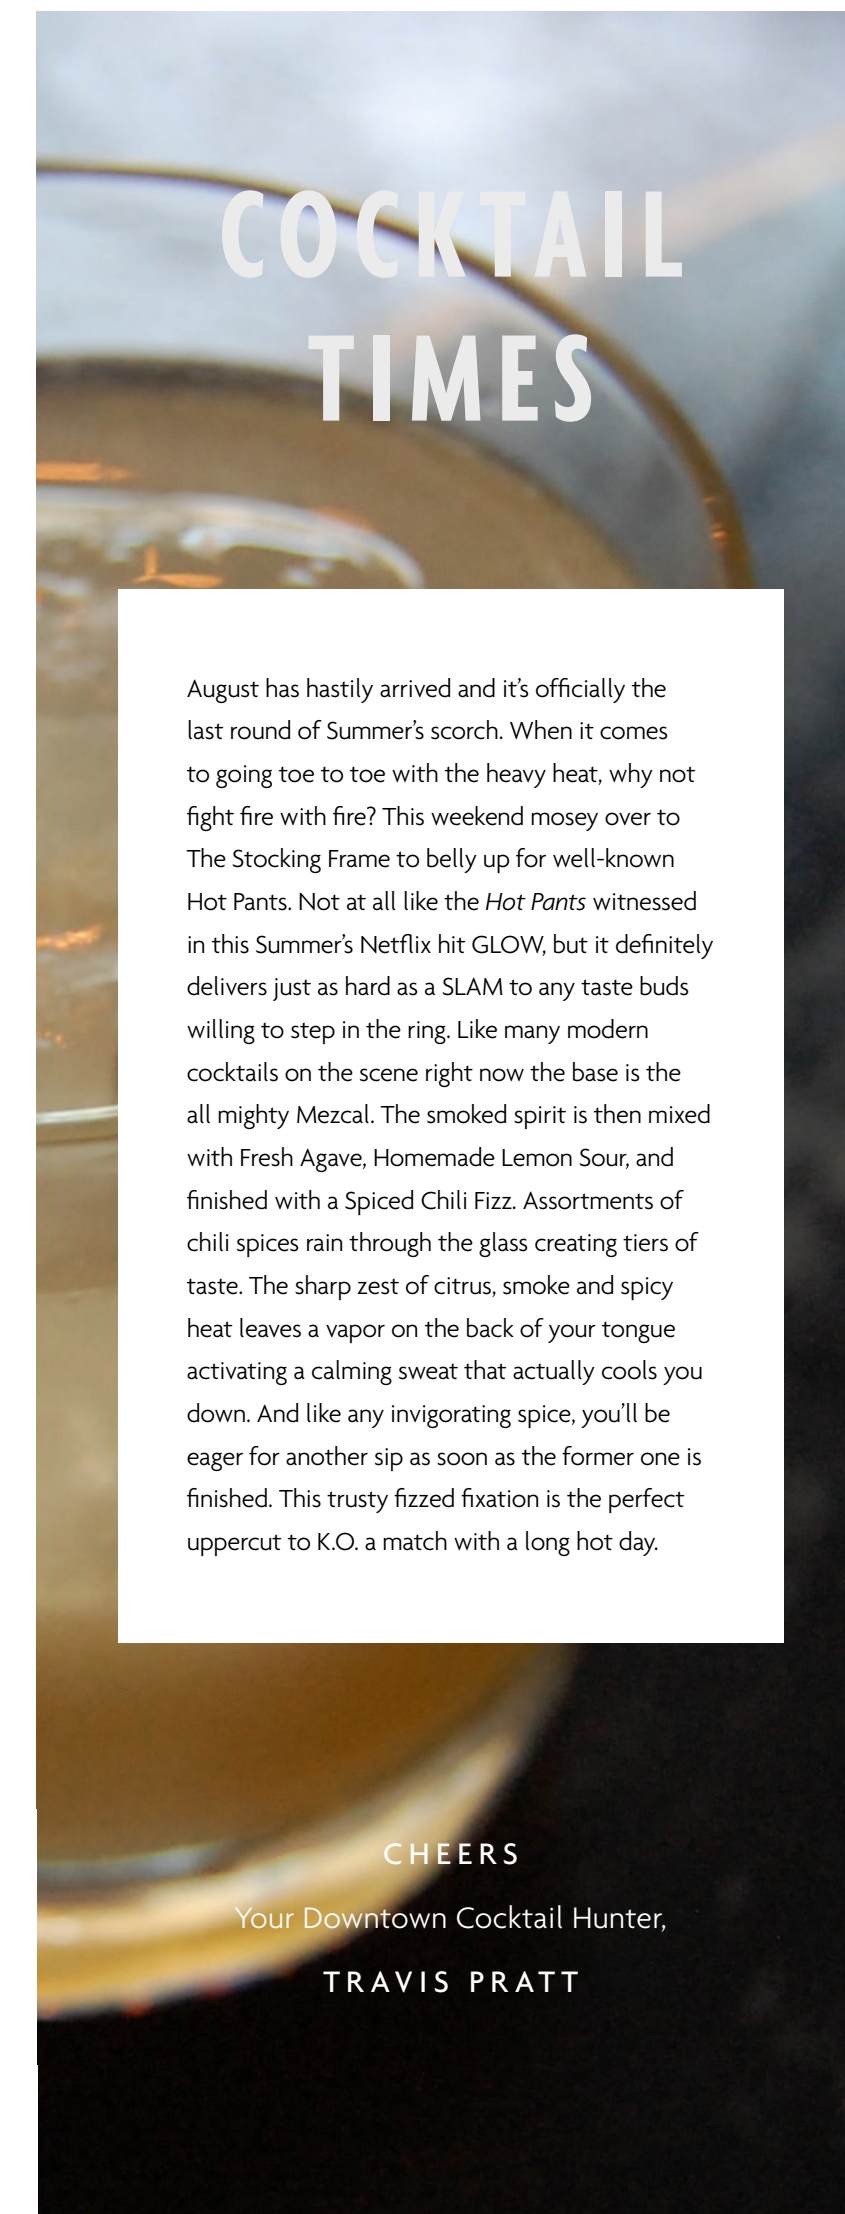 COCKTAIL
TIMES
August has hastily arrived and it’s officially the
last round of Summer’s scorch. When it comes
to going toe to toe with the heavy heat, why not
fight fire with fire? This weekend mosey over to
The Stocking Frame to belly up for well-known
Hot Pants. Not at all like the Hot Pants witnessed
in this Summer’s Netflix hit GLOW, but it definitely
delivers just as hard as a SLAM to any taste buds
willing to step in the ring. Like many modern
cocktails on the scene right now the base is the
all mighty Mezcal. The smoked spirit is then mixed
with Fresh Agave, Homemade Lemon Sour, and
finished with a Spiced Chili Fizz. Assortments of
chili spices rain through the glass creating tiers of
taste. The sharp zest of citrus, smoke and spicy
heat leaves a vapor on the back of your tongue
activating a calming sweat that actually cools you
down. And like any invigorating spice, you’ll be
eager for another sip as soon as the former one is
finished. This trusty fizzed fixation is the perfect
uppercut to K.O. a match with a long hot day.
CHEERS
Your Downtown Cocktail Hunter,
TRAVIS PRATT